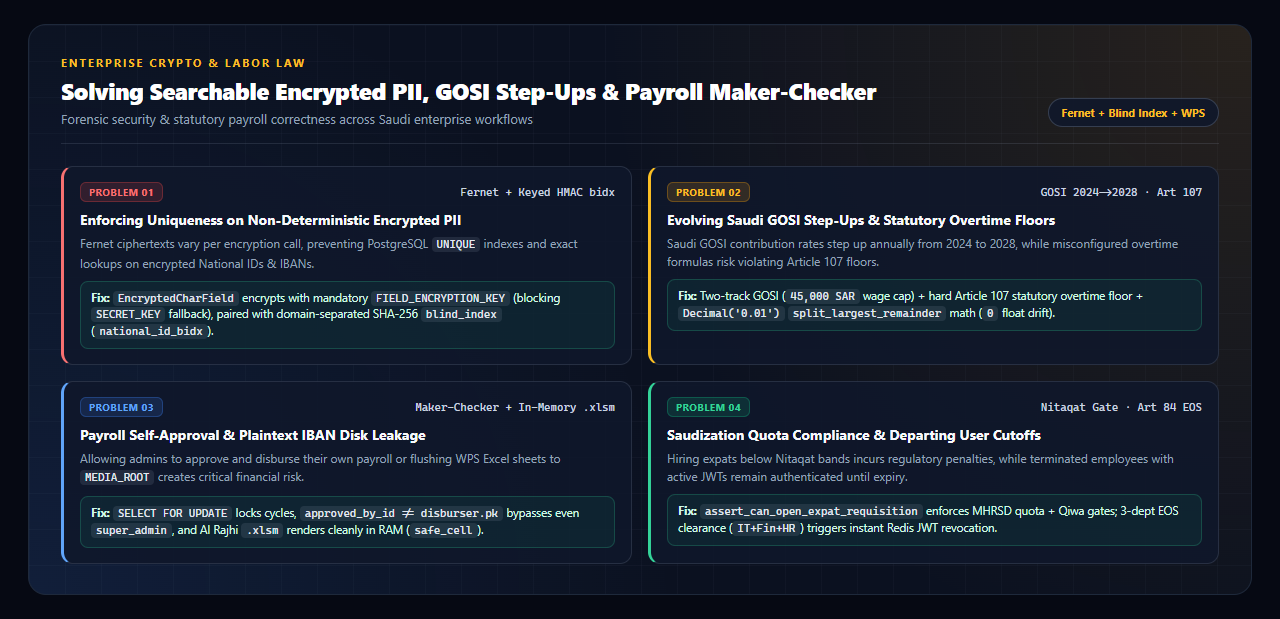 ENTERPRISE CRYPTO & LABOR LAW
Solving Searchable Encrypted PII, GOSI Step-Ups & Payroll Maker-Checker
Forensic security & statutory payroll correctness across Saudi enterprise workflows
Fernet + Blind Index + WPS
PROBLEM 01
Fernet + Keyed HMAC bidx
Enforcing Uniqueness on Non-Deterministic Encrypted PII
Fernet ciphertexts vary per encryption call, preventing PostgreSQL UNIQUE indexes and exact
lookups on encrypted National IDs & IBANs.
Fix: EncryptedCharField encrypts with mandatory FIELD_ENCRYPTION_KEY (blocking
SECRET_KEY fallback), paired with domain-separated SHA-256 blind_index
(national_id_bidx).
PROBLEM 02
GOSI 2024→2028 · Art 107
Evolving Saudi GOSI Step-Ups & Statutory Overtime Floors
Saudi GOSI contribution rates step up annually from 2024 to 2028, while misconfigured overtime
formulas risk violating Article 107 floors.
Fix: Two-track GOSI (45,000 SAR wage cap) + hard Article 107 statutory overtime floor +
Decimal('0.01') split_largest_remainder math (0 float drift).
PROBLEM 03
Maker-Checker + In-Memory .xlsm
Payroll Self-Approval & Plaintext IBAN Disk Leakage
Allowing admins to approve and disburse their own payroll or flushing WPS Excel sheets to
MEDIA_ROOT creates critical financial risk.
Fix: SELECT FOR UPDATE locks cycles, approved_by_id ≠ disburser.pk bypasses even
super_admin, and Al Rajhi .xlsm renders cleanly in RAM (safe_cell).
PROBLEM 04
Nitaqat Gate · Art 84 EOS
Saudization Quota Compliance & Departing User Cutoffs
Hiring expats below Nitaqat bands incurs regulatory penalties, while terminated employees with
active JWTs remain authenticated until expiry.
Fix: assert_can_open_expat_requisition enforces MHRSD quota + Qiwa gates; 3-dept EOS
clearance (IT+Fin+HR) triggers instant Redis JWT revocation.